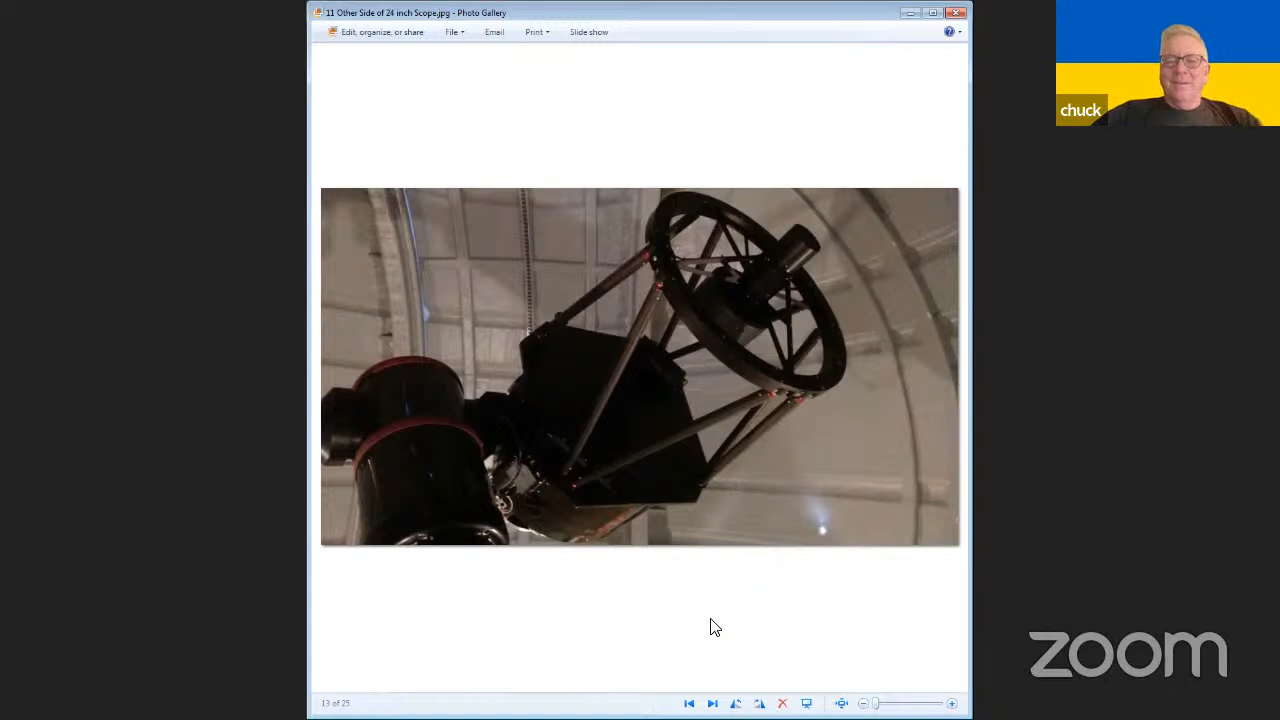 11 Other Side of 24 inch Scope.jpg - Photo Gallery
Edit, organize, or share File Email Print Slide show
chuck
zoom
13 of 25